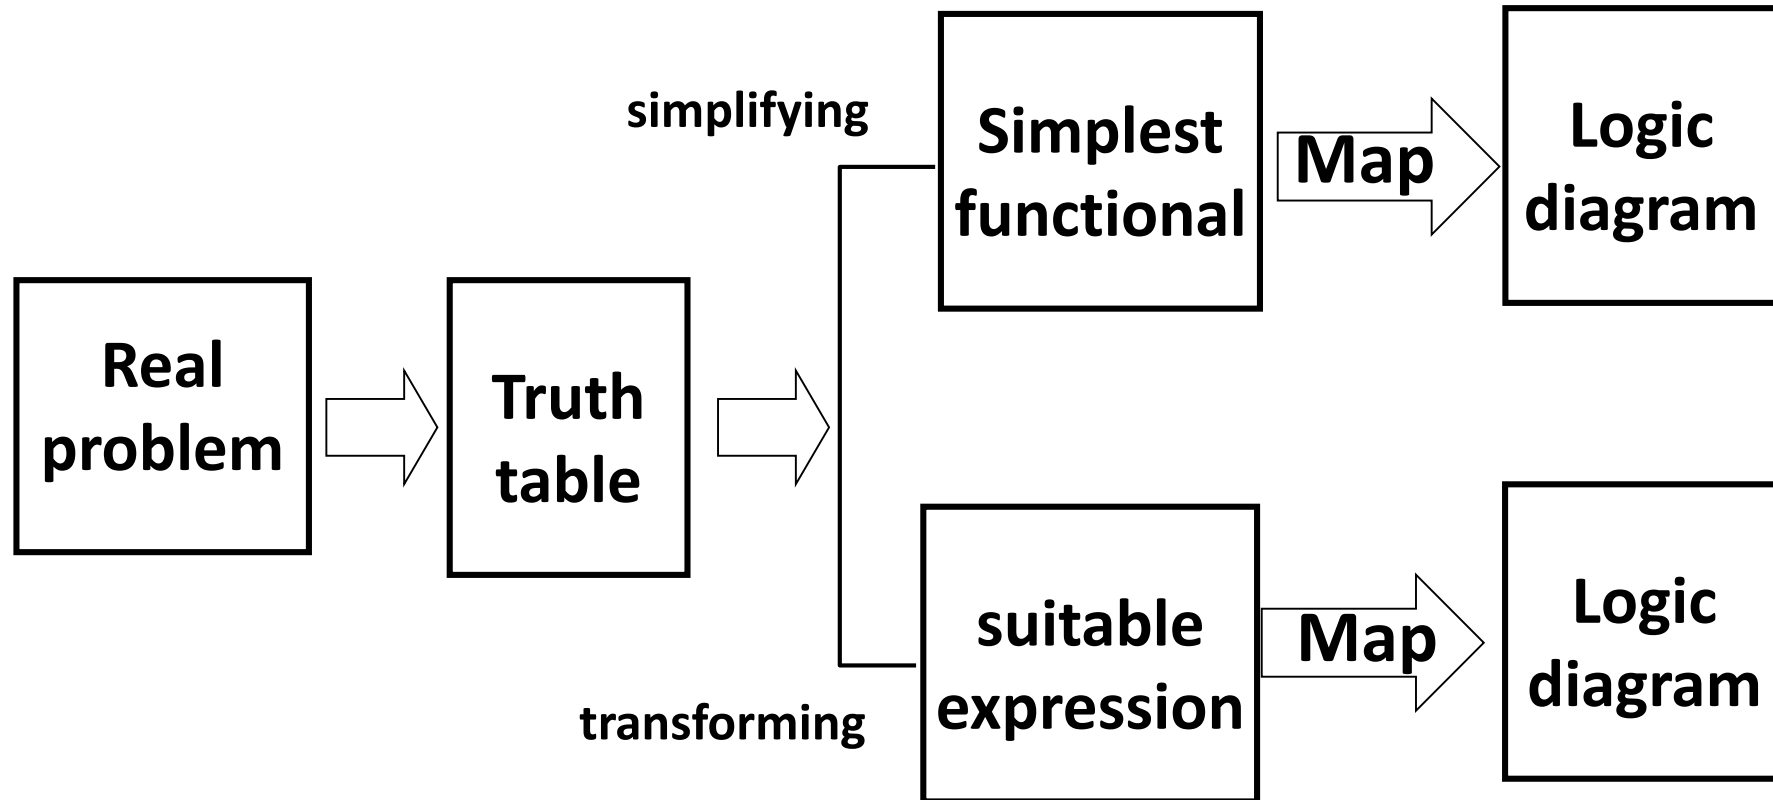 simplifying
Simplest
functional
Map
Logic
diagram
Real
problem
Truth
table
transforming
suitable
expression
Map
Logic
diagram